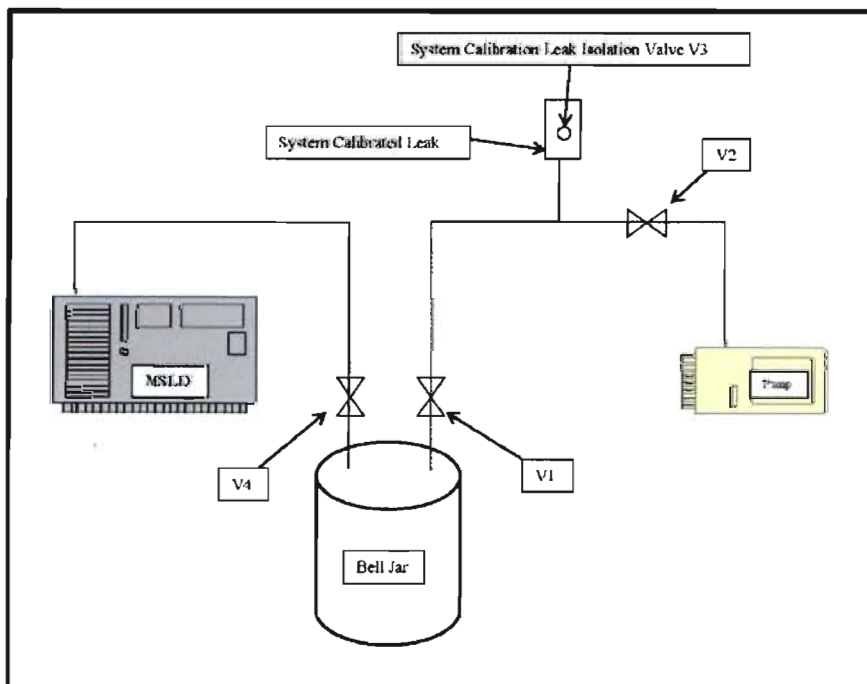 System Calibration Leak Isolation Valve V3
System Calibrated Leak
V2
MSLD
Pump
V4
V1
Bell Jar